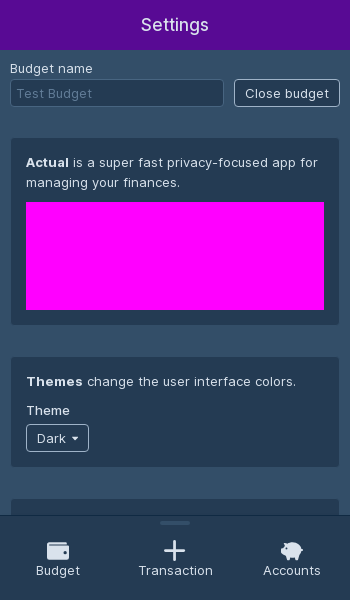 Settings
Budget name
Test Budget
Close budget
Actual is a super fast privacy-focused app for
managing your finances.
Themes change the user interface colors.
Theme
Dark
Budget
Transaction
Accounts